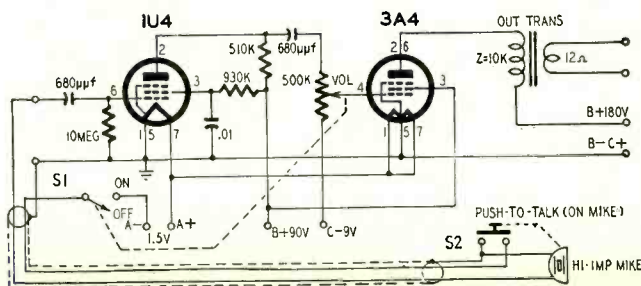 1U4
3A4
OUT TRANS
2
510K
680μμf
2 6
Z=10K
12Ω
680μμf
6
3
930K
500K
VOL
4
3
10MEG
.01
B+180V
1 5 7
1 5 7
B-C+
S1
ON
OFF
A-
A+
1.5V
B+90V
C-9V
PUSH-TO-TALK (ON MIKE)
S2
HI-IMP MIKE